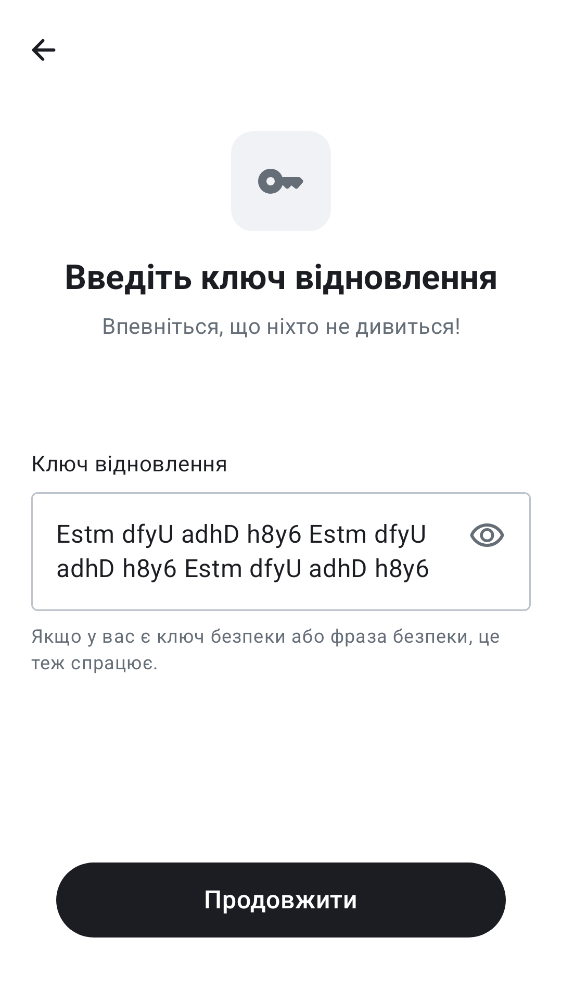 Введіть ключ відновлення
Впевніться, що ніхто не дивиться!
Ключ відновлення
Estm dfyU adhD h8y6 Estm dfyU
adhD h8y6 Estm dfyU adhD h8y6
Якщо у вас є ключ безпеки або фраза безпеки, це
теж спрацює.
Продовжити